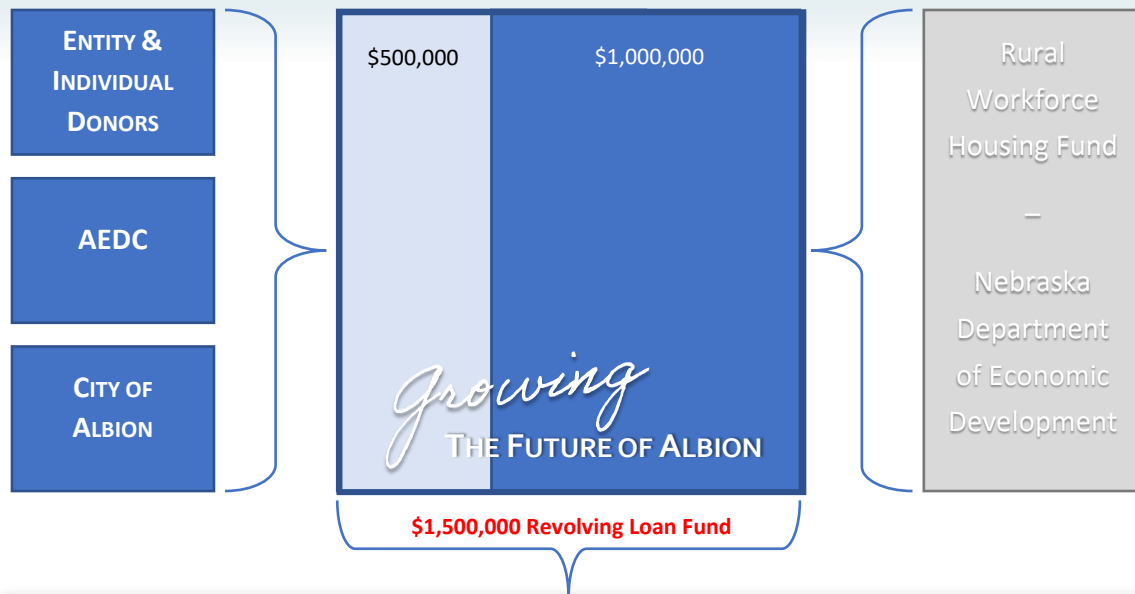 ENTITY &
INDIVIDUAL
DONORS
AEDC
CITY OF
ALBION
$500,000
$1,000,000
Growing
THE FUTURE OF ALBION
$1,500,000 Revolving Loan Fund
Rural
Workforce
Housing Fund
–
Nebraska
Department
of Economic
Development